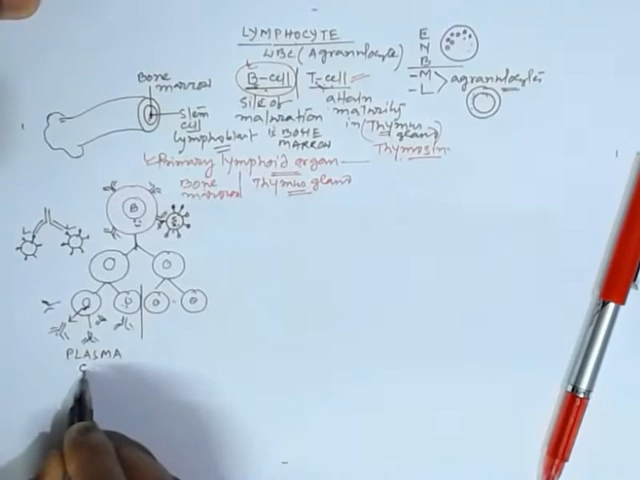 LYMPHOCYTE
WBC (Agranulocyte)
B-cell | T-cell
Site of
maturation
is BONE
MARROW
attain
maturity
in (Thymus
gland)
Thymosin
E
N
B
-M
-L
agranulocytes
Bone
marrow
Stem
cell
lymphoblast
Primary lymphoid organ
Bone
marrow
Thymus gland
B
PLASMA
C